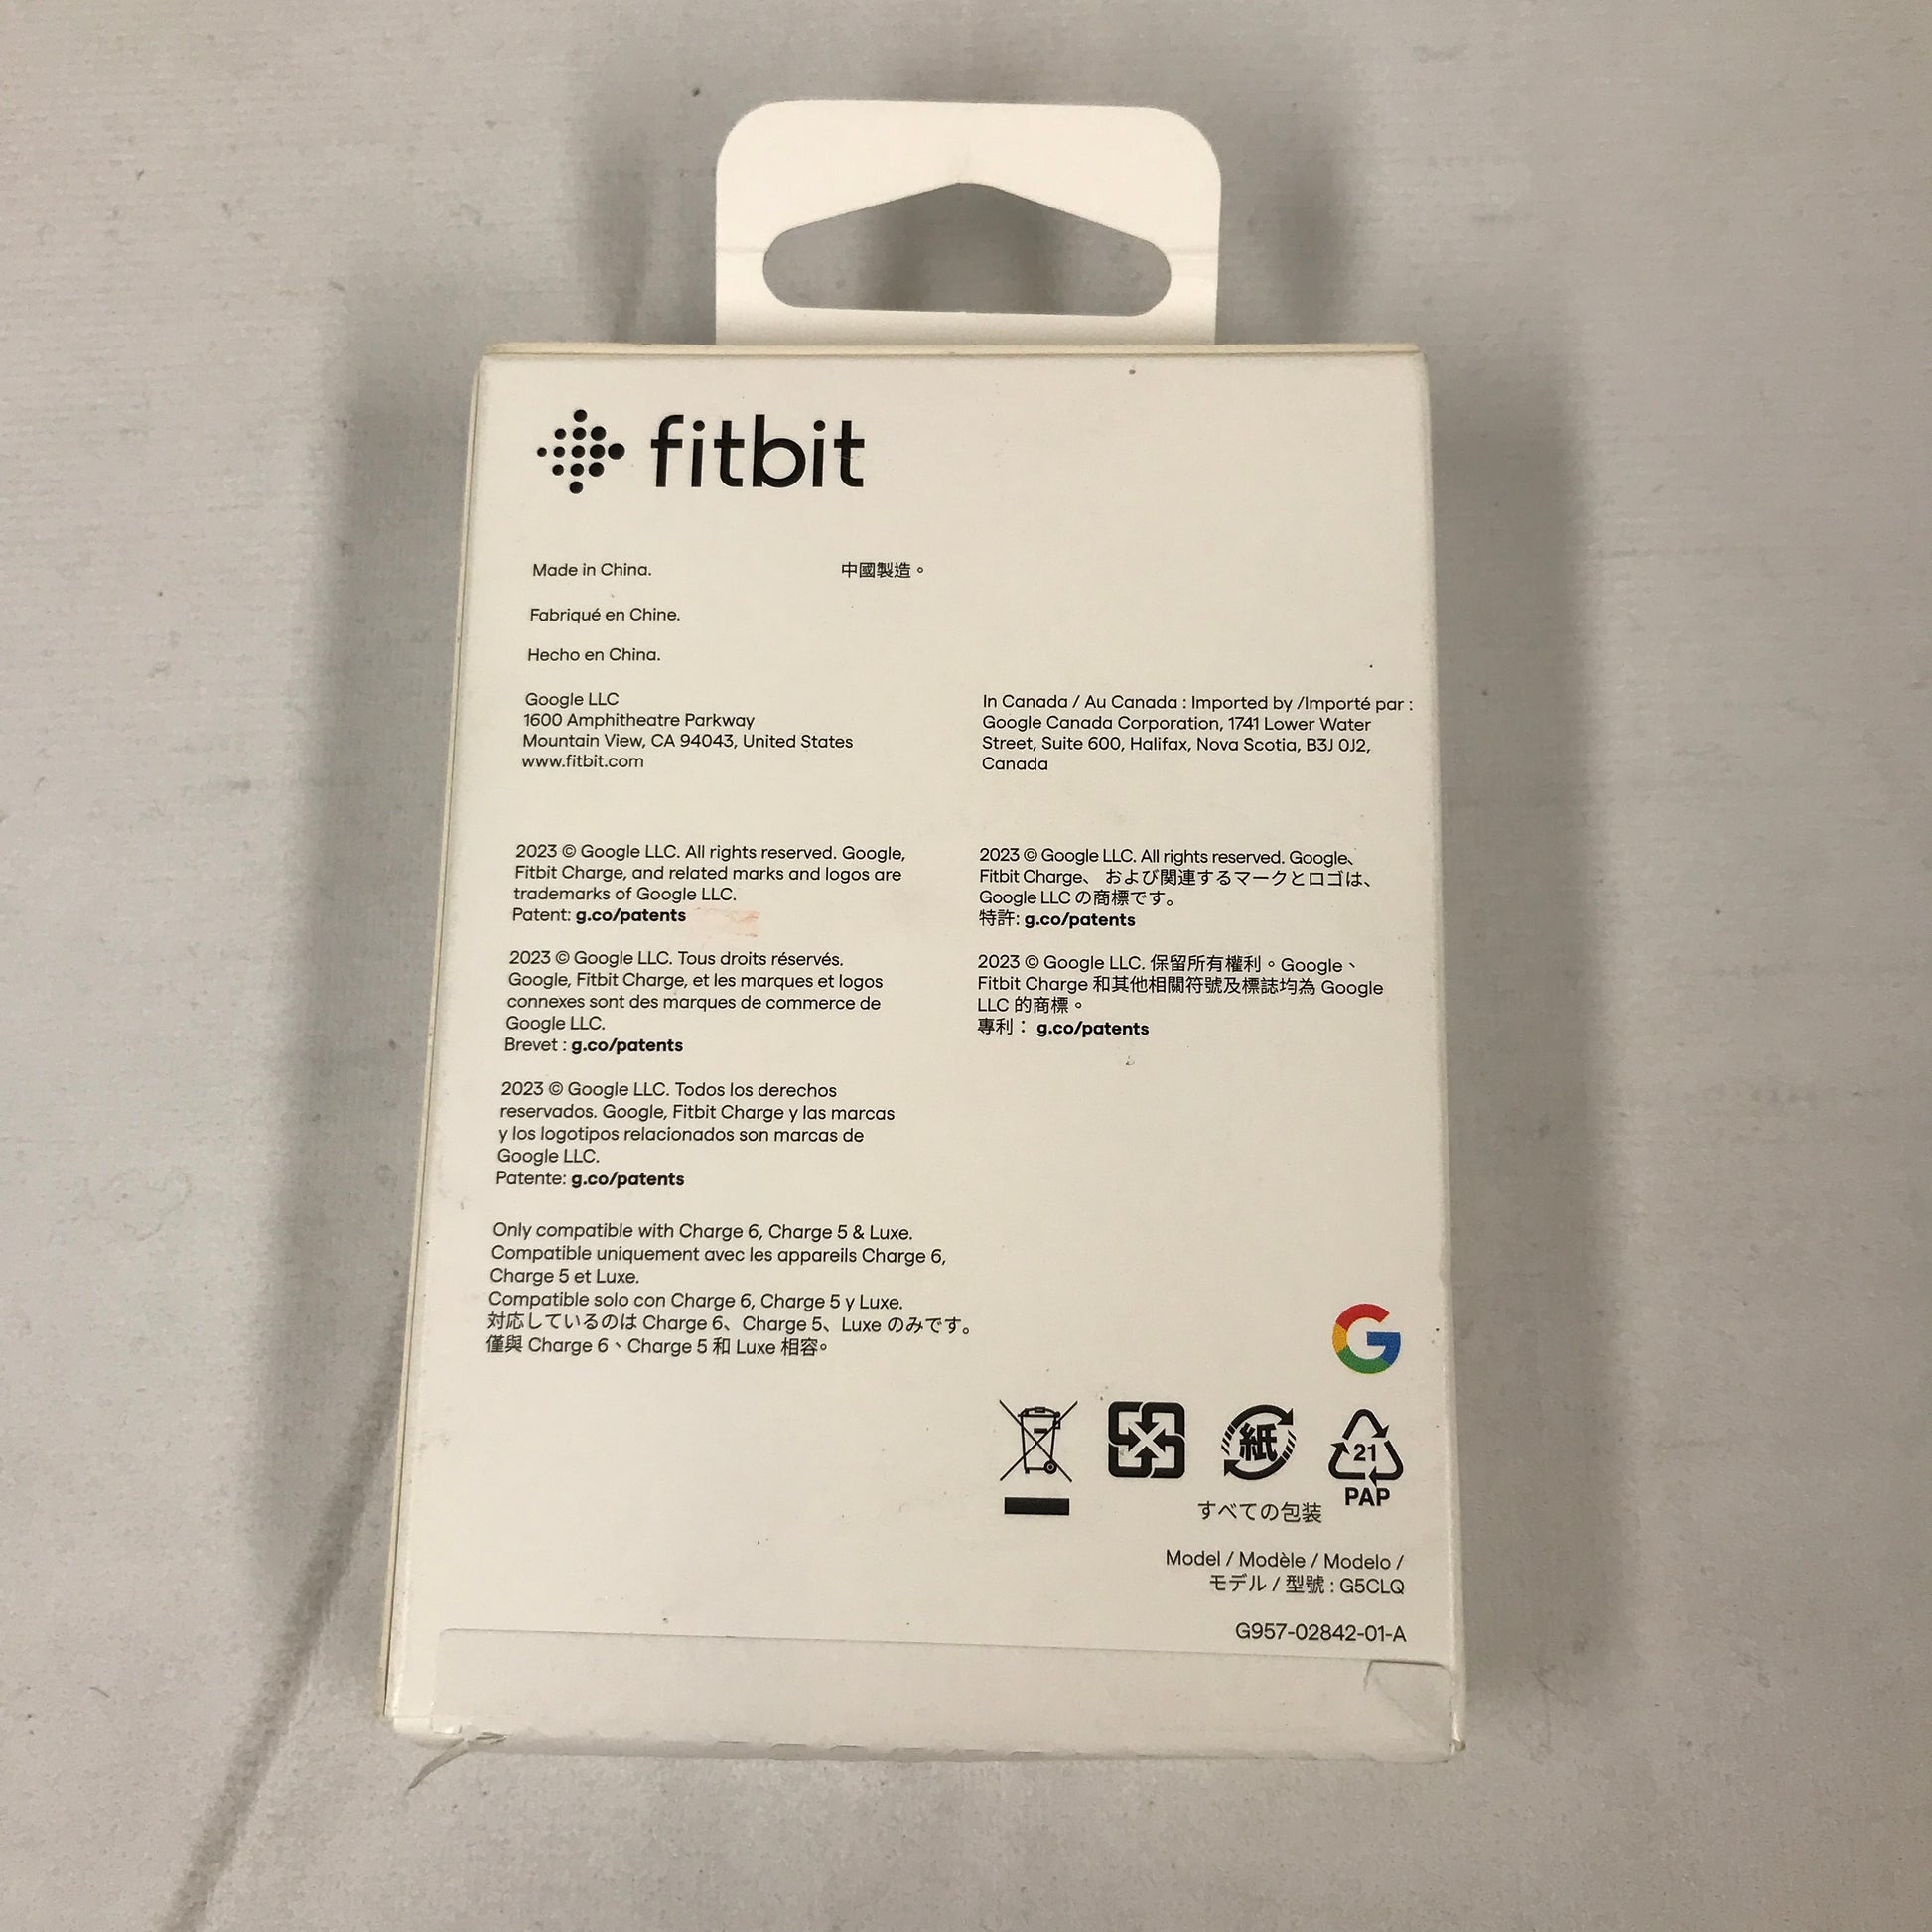 fitbit
Made in China.
中國製造。
Fabriqué en Chine.
Hecho en China.
Google LLC
1600 Amphitheatre Parkway
Mountain View, CA 94043, United States
www.fitbit.com
In Canada / Au Canada : Imported by /Importé par :
Google Canada Corporation, 1741 Lower Water
Street, Suite 600, Halifax, Nova Scotia, B3J 0J2,
Canada
2023 © Google LLC. All rights reserved. Google,
Fitbit Charge, and related marks and logos are
trademarks of Google LLC.
Patent: g.co/patents
2023 © Google LLC. Tous droits réservés.
Google, Fitbit Charge, et les marques et logos
connexes sont des marques de commerce de
Google LLC.
Brevet : g.co/patents
2023 © Google LLC. Todos los derechos
reservados. Google, Fitbit Charge y las marcas
y los logotipos relacionados son marcas de
Google LLC.
Patente: g.co/patents
2023 © Google LLC. All rights reserved. Google、
Fitbit Charge、 および関連するマークとロゴは、
Google LLC の商標です。
特許: g.co/patents
2023 © Google LLC. 保留所有權利。Google、
Fitbit Charge 和其他相關符號及標誌均為 Google
LLC 的商標。
專利： g.co/patents
Only compatible with Charge 6, Charge 5 & Luxe.
Compatible uniquement avec les appareils Charge 6,
Charge 5 et Luxe.
Compatible solo con Charge 6, Charge 5 y Luxe.
対応しているのは Charge 6、Charge 5、Luxe のみです。
僅與 Charge 6、Charge 5 和 Luxe 相容。
G
紙
21
PAP
すべての包装
Model / Modèle / Modelo /
モデル / 型號 : G5CLQ
G957-02842-01-A